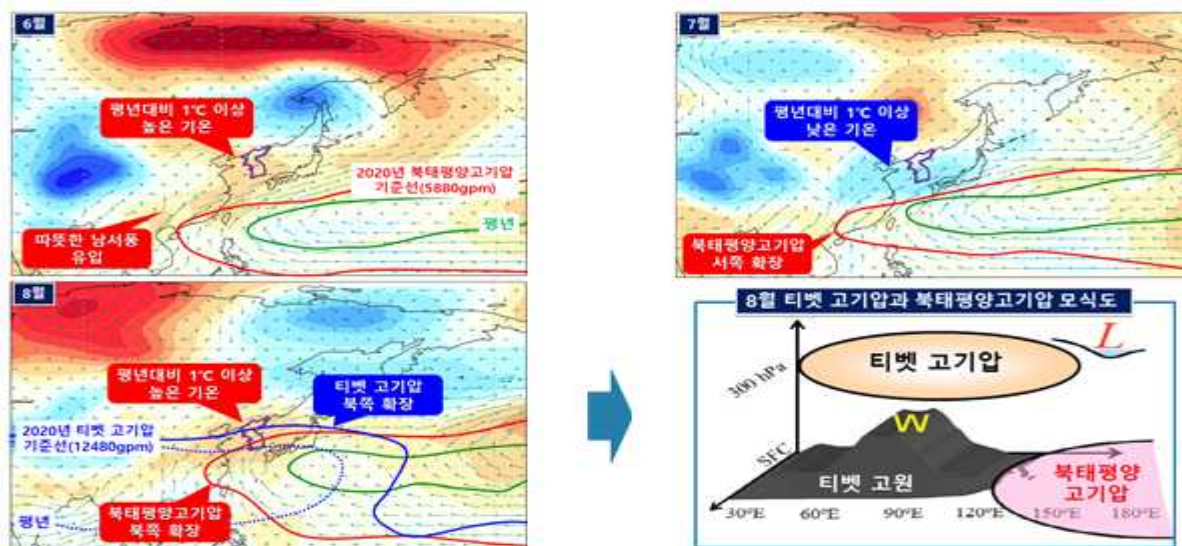 6월
평년대비 1℃ 이상
높은 기온
2020년 북태평양고기압
기준선(5880gpm)
평년
따뜻한 남서풍
유입
7월
평년대비 1℃ 이상
낮은 기온
북태평양고기압
서쪽 확장
8월
평년대비 1℃ 이상
높은 기온
티벳 고기압
북쪽 확장
2020년 티벳 고기압
기준선(12480gpm)
평년
북태평양고기압
북쪽 확장
8월 티벳 고기압과 북태평양고기압 모식도
L
티벳 고기압
300 hPa
W
SFC
티벳 고원
북태평양
고기압
30°E 60°E 90°E 120°E 150°E 180°E